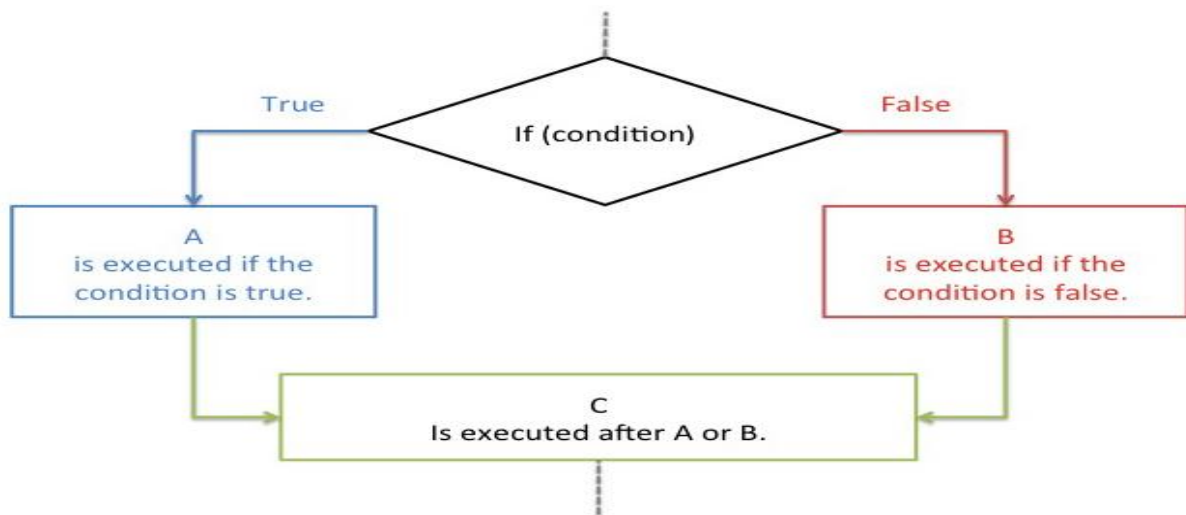 True
False
If (condition)
A
is executed if the
condition is true.
B
is executed if the
condition is false.
C
Is executed after A or B.